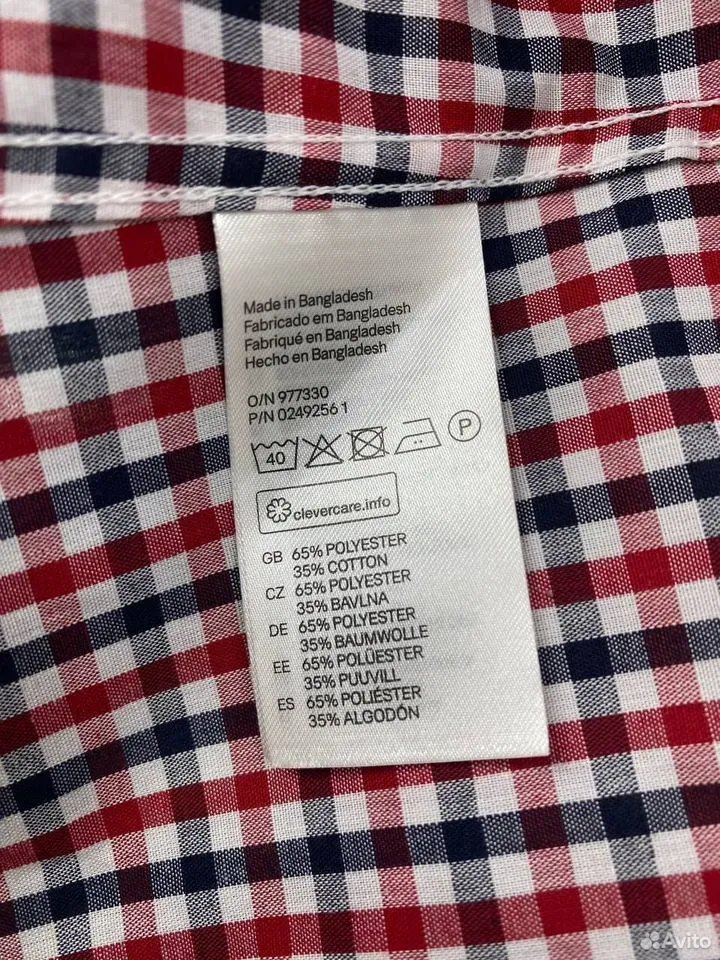 Made in Bangladesh
Fabricado em Bangladesh
Fabriqué en Bangladesh
Hecho en Bangladesh
O/N 977330
P/N 0249256 1
40 P
clevercare.info
GB 65% POLYESTER
35% COTTON
CZ 65% POLYESTER
35% BAVLNA
DE 65% POLYESTER
35% BAUMWOLLE
EE 65% POLÜESTER
35% PUUVILL
ES 65% POLIÉSTER
35% ALGODÓN
Avito